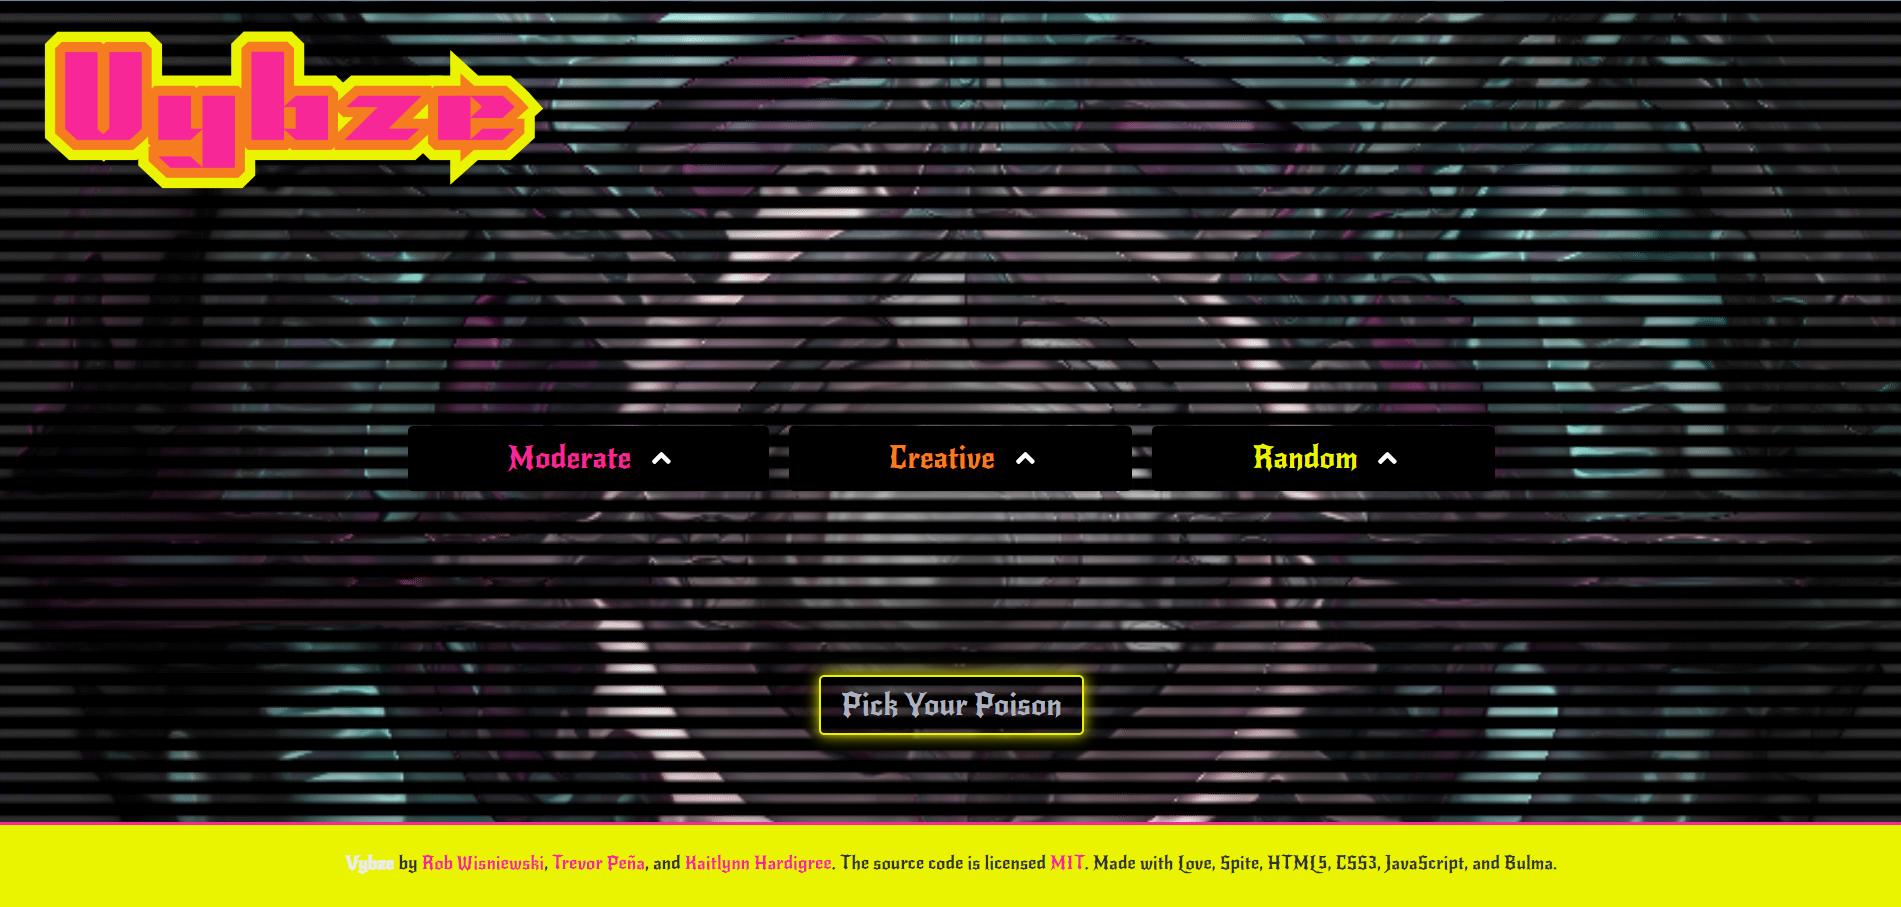 Vybze
Moderate Creative Random
Pick Your Poison
Vybze by Rob Wisniewski, Trevor Peña, and Kaitlynn Hardigree. The source code is licensed MIT. Made with Love, Spite, HTML5, CSS3, JavaScript, and Bulma.